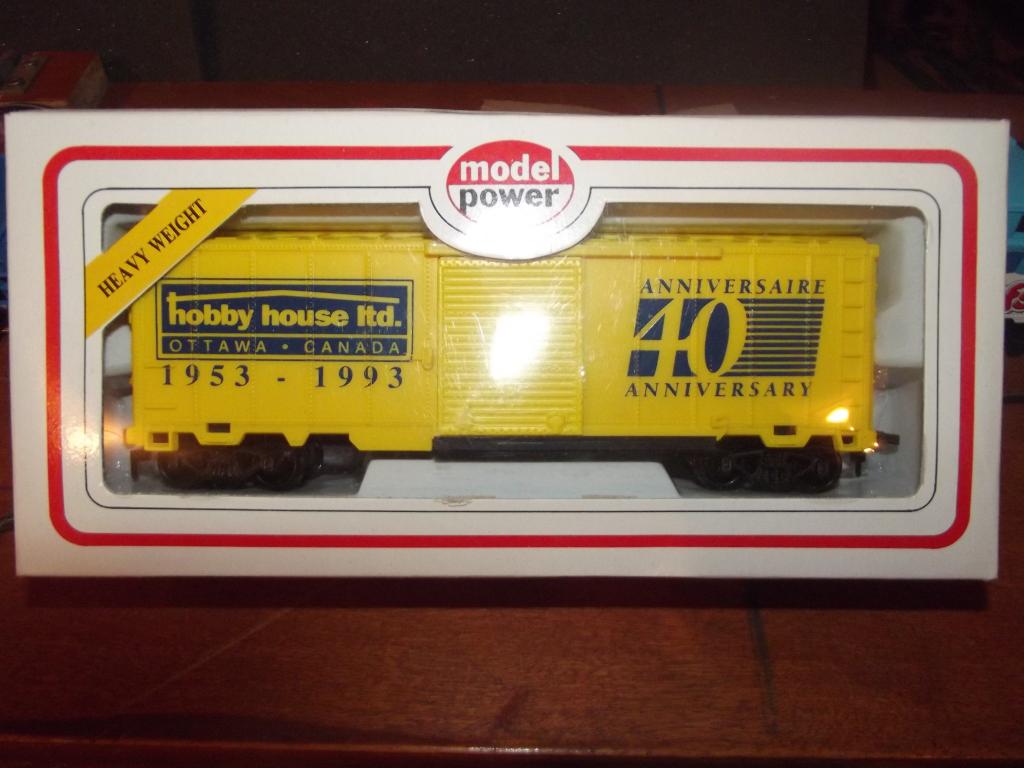 model
power
HEAVY WEIGHT
hobby house ltd.
OTTAWA • CANADA
1953 - 1993
ANNIVERSAIRE
40
ANNIVERSARY